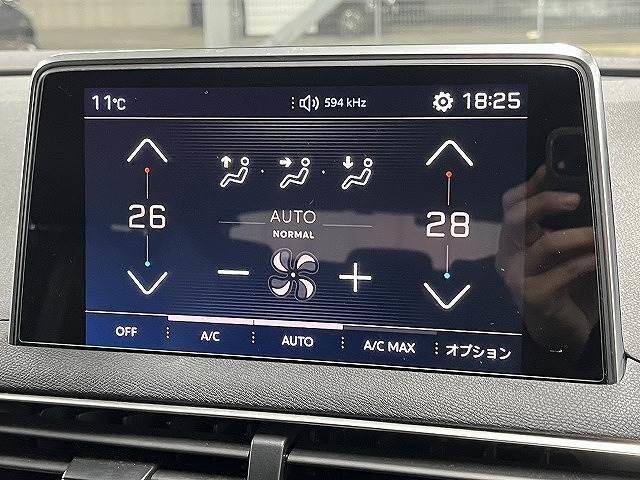 11°C 594 kHz 18:25
26 28
AUTO
NORMAL
OFF A/C AUTO A/C MAX オプション